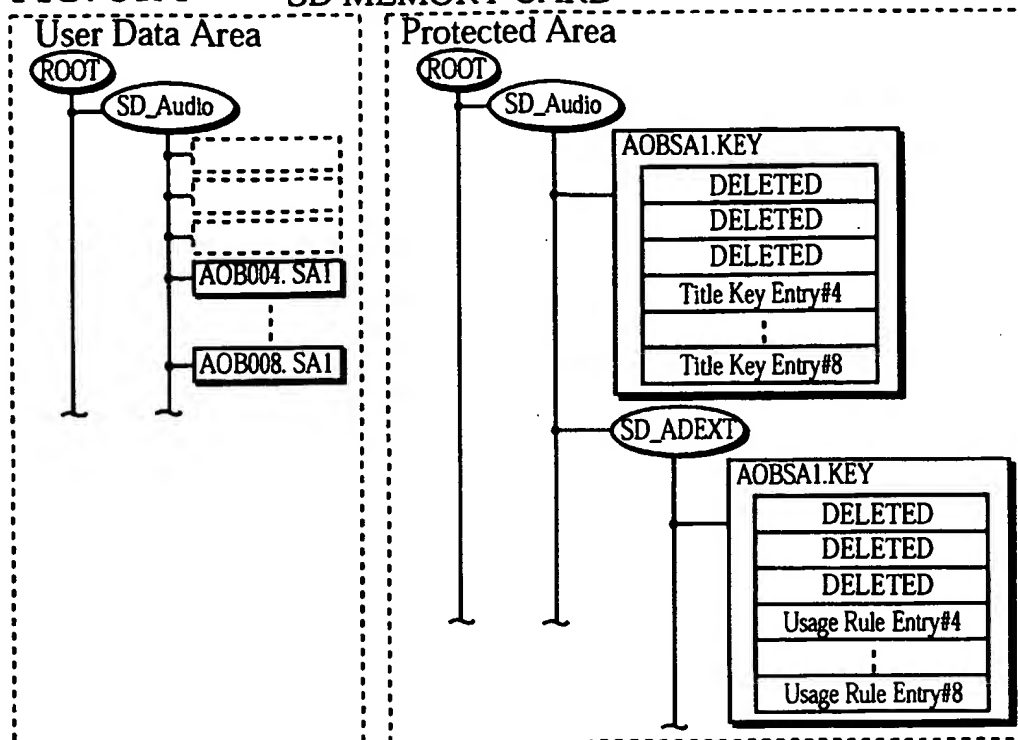 SD MEMORY CARD
User Data Area
ROOT
SD_Audio
AOB004. SA1
AOB008. SA1
Protected Area
ROOT
SD_Audio
AOBSA1.KEY
DELETED
DELETED
DELETED
Title Key Entry#4
Title Key Entry#8
SD_ADEXT
AOBSA1.KEY
DELETED
DELETED
DELETED
Usage Rule Entry#4
Usage Rule Entry#8